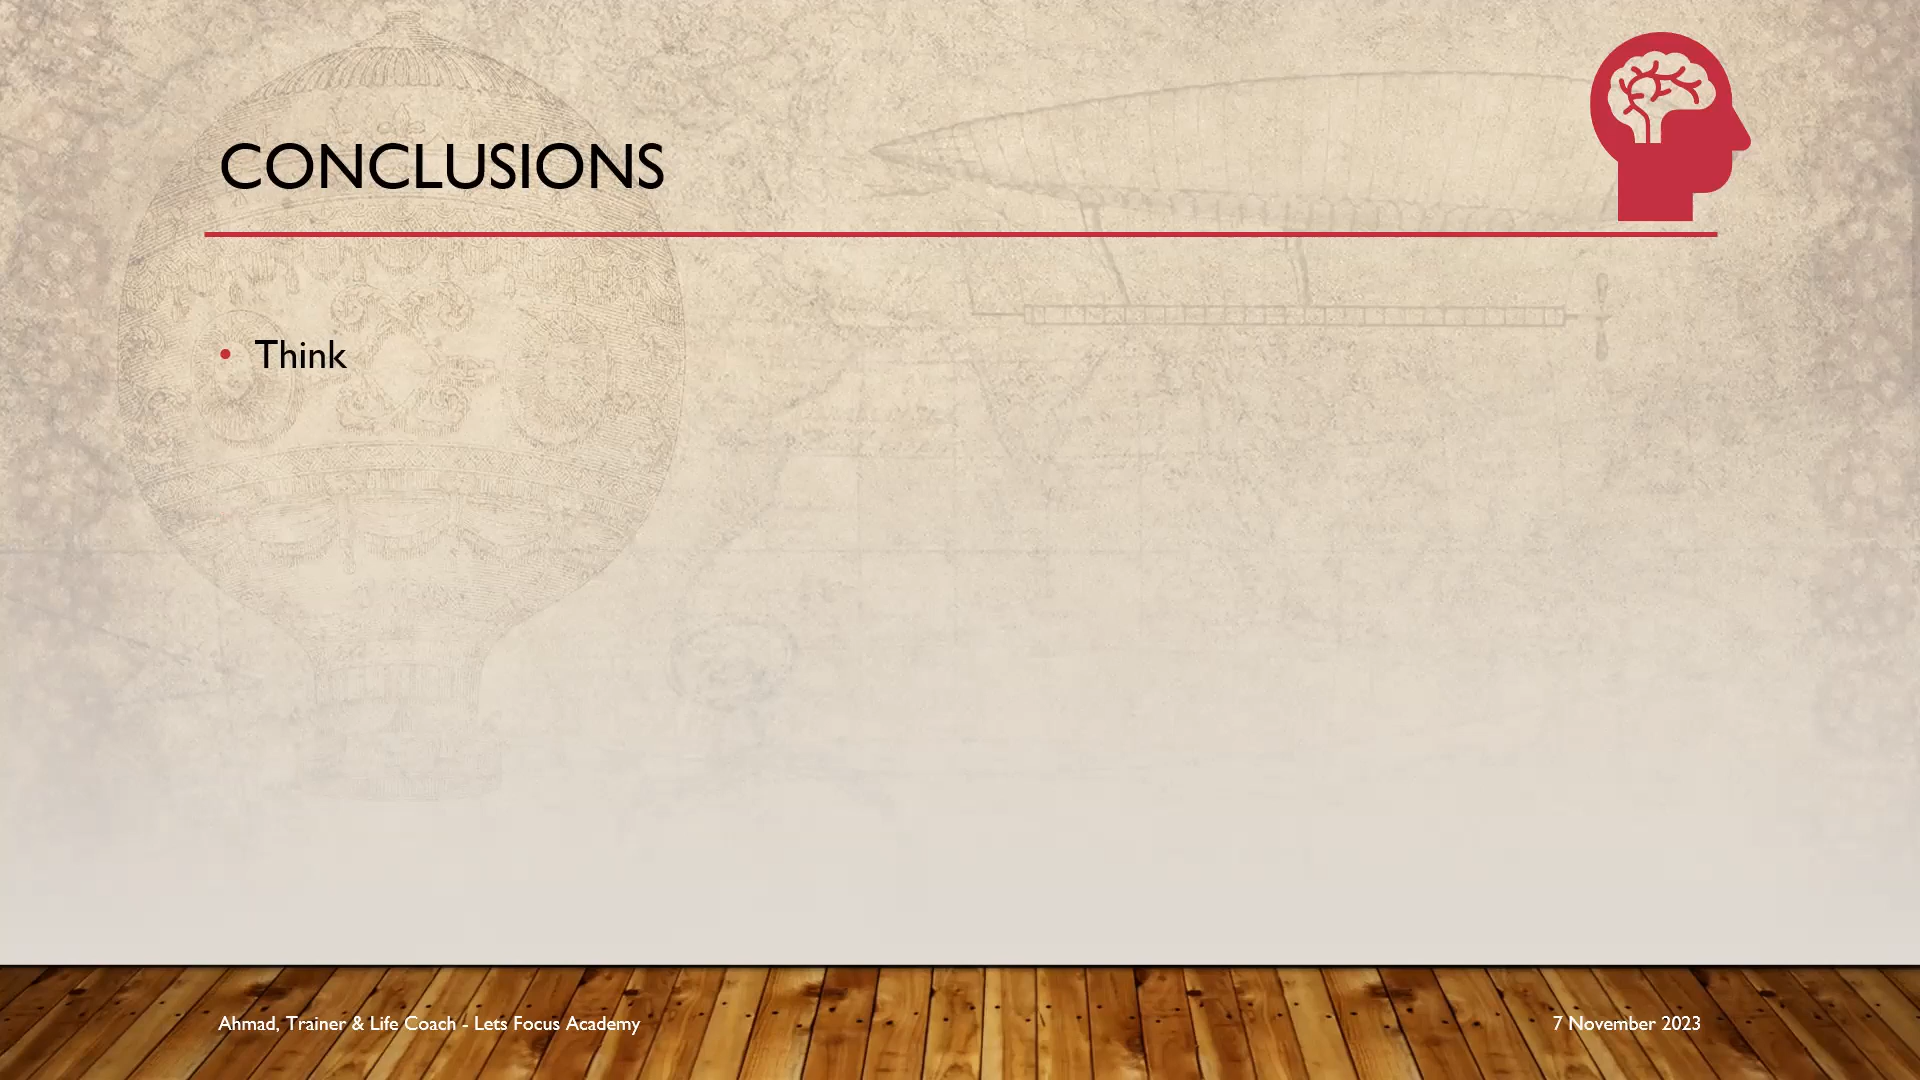 CONCLUSIONS
• Think
Ahmad, Trainer & Life Coach - Lets Focus Academy
7 November 2023